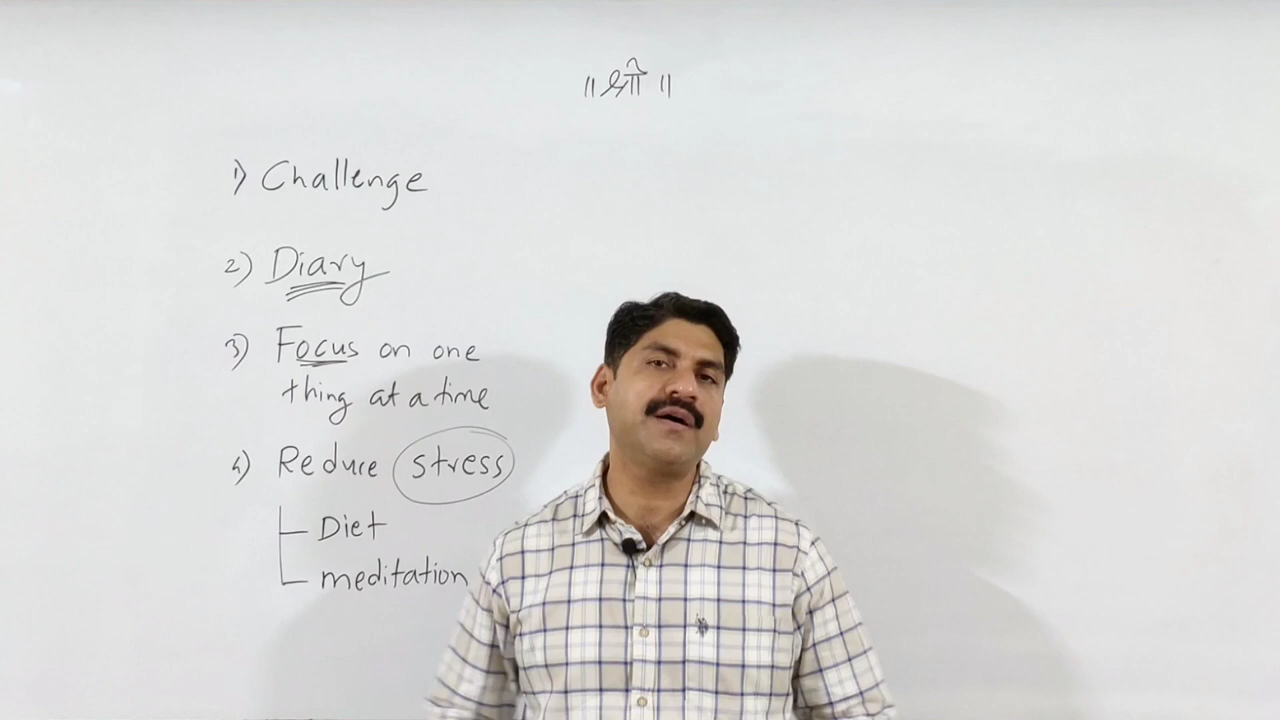 ॥ श्री ॥
1) Challenge
2) Diary
3) Focus on one
thing at a time
4) Reduce stress
Diet
meditation